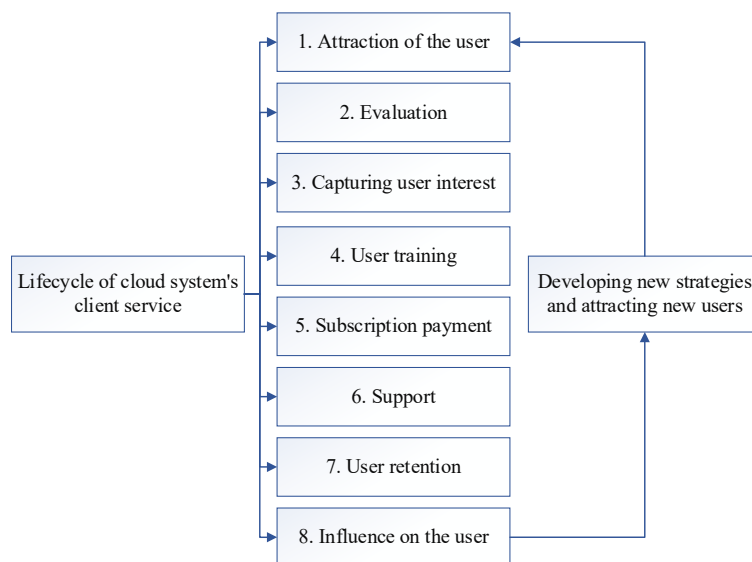 1. Attraction of the user
2. Evaluation
3. Capturing user interest
4. User training
5. Subscription payment
6. Support
7. User retention
8. Influence on the user
Lifecycle of cloud system's
client service
Developing new strategies
and attracting new users